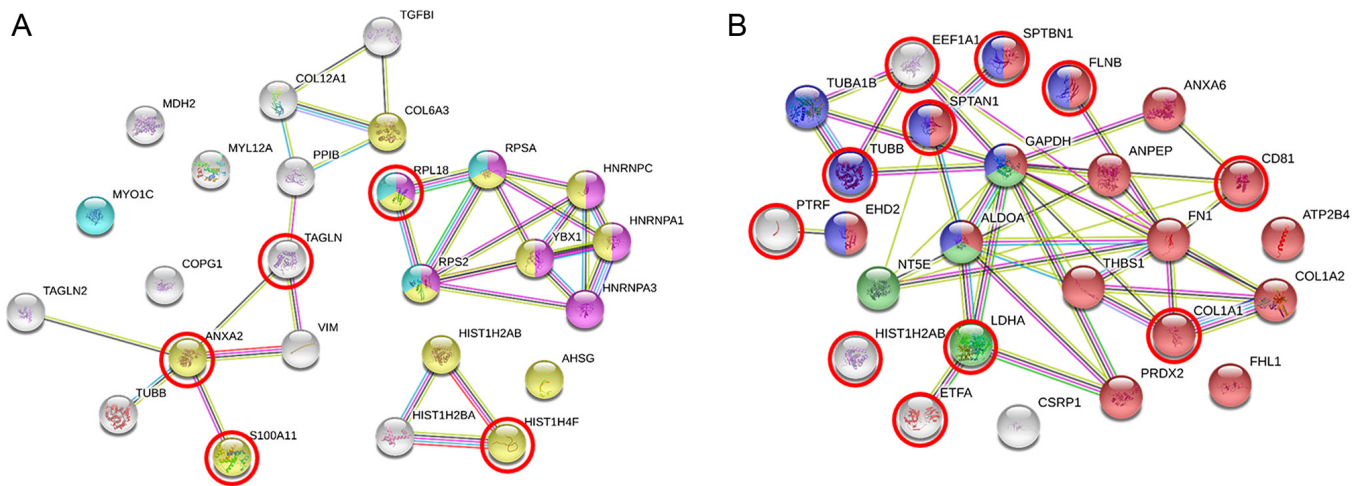 A
TGFBI
COL12A1
COL6A3
MDH2
MYL12A
PPIB
MYO1C
RPL18
RPSA
HNRNPC
HNRNPA1
YBX1
RPS2
HNRNPA3
TAGLN
COPG1
TAGLN2
VIM
ANXA2
TUBB
S100A11
HIST1H2AB
AHSG
HIST1H2BA
HIST1H4F
B
EEF1A1
SPTBN1
FLNB
TUBA1B
SPTAN1
ANXA6
TUBB
GAPDH
ANPEP
CD81
PTRF
EHD2
ALDOA
FN1
ATP2B4
NT5E
THBS1
COL1A2
HIST1H2AB
LDHA
COL1A1
ETFA
PRDX2
FHL1
CSRP1